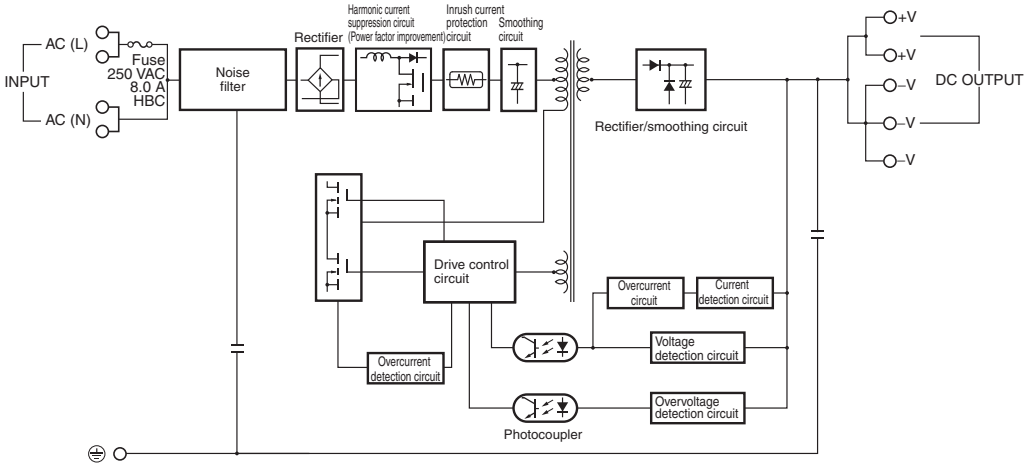 INPUT
AC (L)
AC (N)
Fuse
250 VAC
8.0 A
HBC
Noise
filter
Rectifier
Harmonic current
suppression circuit
(Power factor improvement)
Inrush current
protection
circuit
Smoothing
circuit
Rectifier/smoothing circuit
+V
+V
–V
–V
–V
DC OUTPUT
Drive control
circuit
Overcurrent
circuit
Current
detection circuit
Overcurrent
detection circuit
Voltage
detection circuit
Overvoltage
detection circuit
Photocoupler